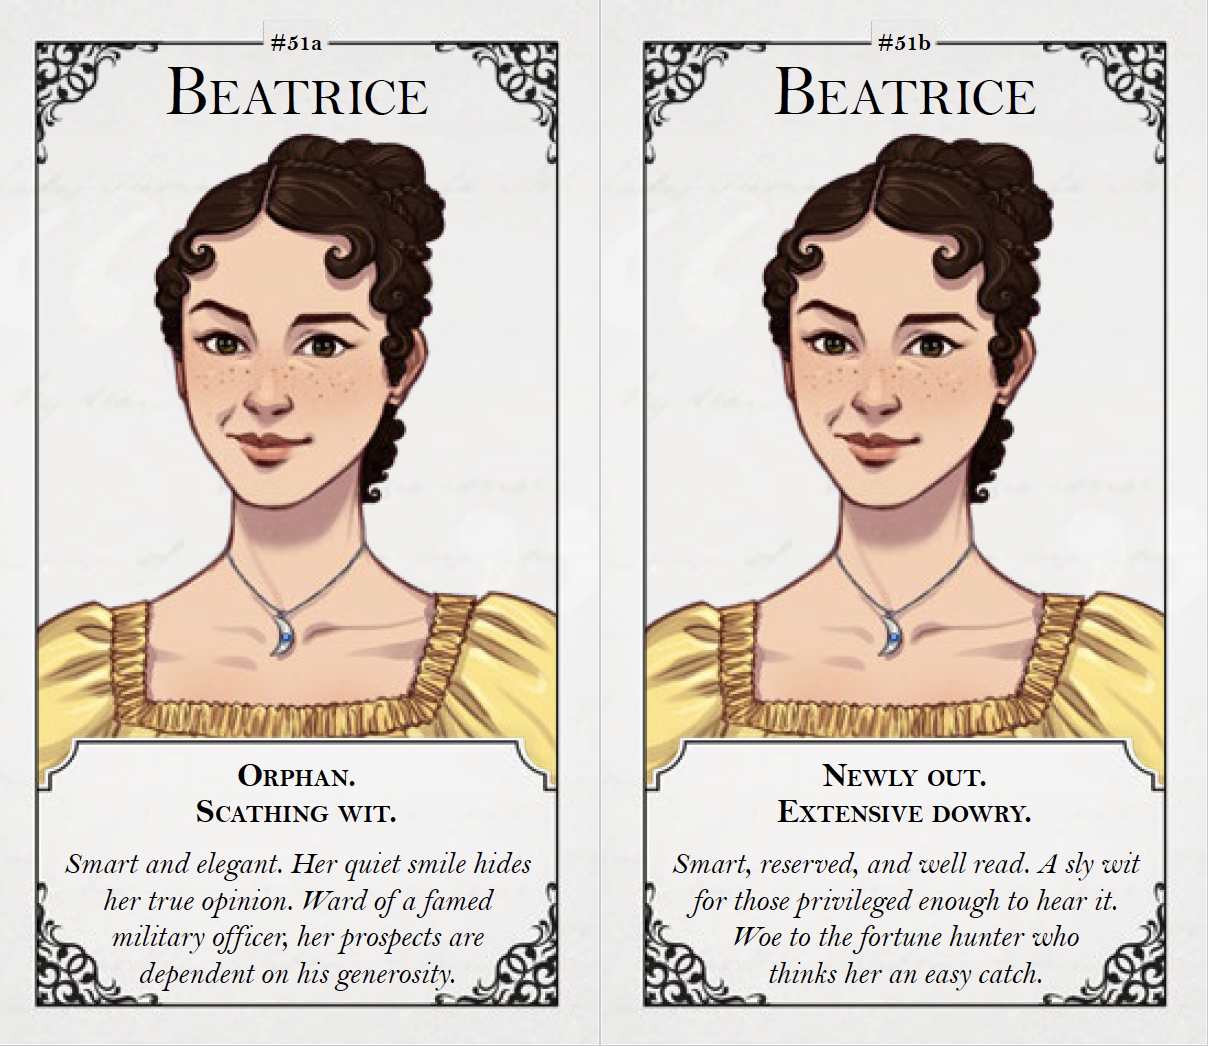 #51a
Beatrice
Orphan.
Scathing wit.
Smart and elegant. Her quiet smile hides
her true opinion. Ward of a famed
military officer, her prospects are
dependent on his generosity.
#51b
Beatrice
Newly out.
Extensive dowry.
Smart, reserved, and well read. A sly wit
for those privileged enough to hear it.
Woe to the fortune hunter who
thinks her an easy catch.